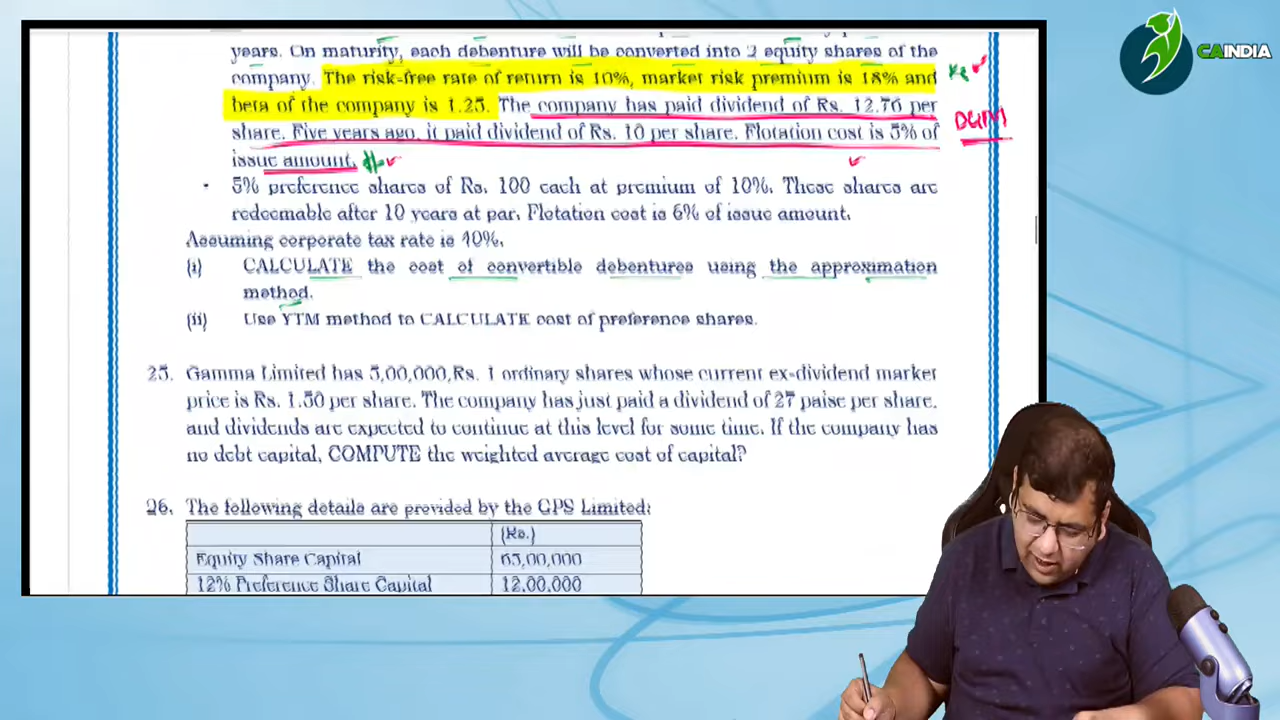 CAINDIA
years. On maturity, each debenture will be converted into 2 equity shares of the
company. The risk-free rate of return is 10%, market risk premium is 18% and Ke
beta of the company is 1.25. The company has paid dividend of Rs. 12.76 per
share. Five years ago, it paid dividend of Rs. 10 per share. Flotation cost is 5% of DGM
issue amount.
5% preference shares of Rs. 100 each at premium of 10%. These shares are
redeemable after 10 years at par. Flotation cost is 6% of issue amount.
Assuming corporate tax rate is 40%,
(i) CALCULATE the cost of convertible debentures using the approximation
method.
(ii) Use YTM method to CALCULATE cost of preference shares.
25. Gamma Limited has 5,00,000, Rs. 1 ordinary shares whose current ex-dividend market
price is Rs. 1.50 per share. The company has just paid a dividend of 27 paise per share,
and dividends are expected to continue at this level for some time. If the company has
no debt capital, COMPUTE the weighted average cost of capital?
26. The following details are provided by the GPS Limited:
(Rs.)
Equity Share Capital 65,00,000
12% Preference Share Capital 12,00,000